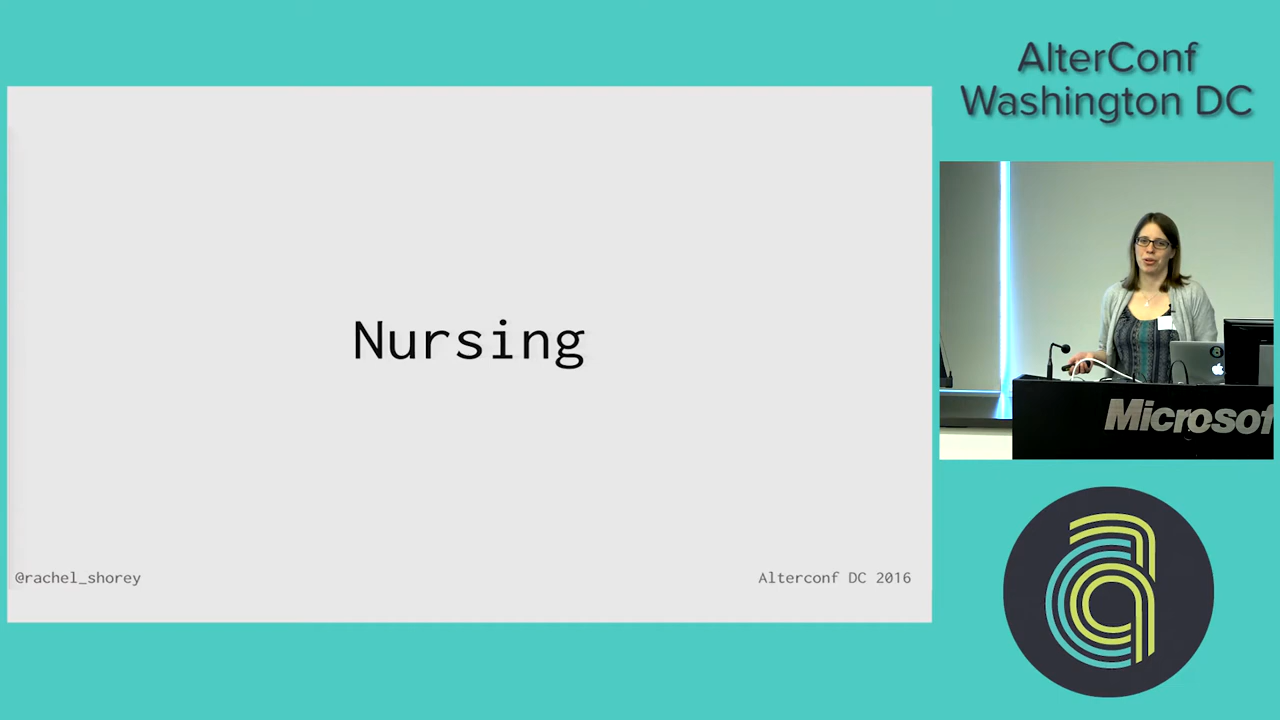 AlterConf
Washington DC
Nursing
Microsof
@rachel_shorey
Alterconf DC 2016